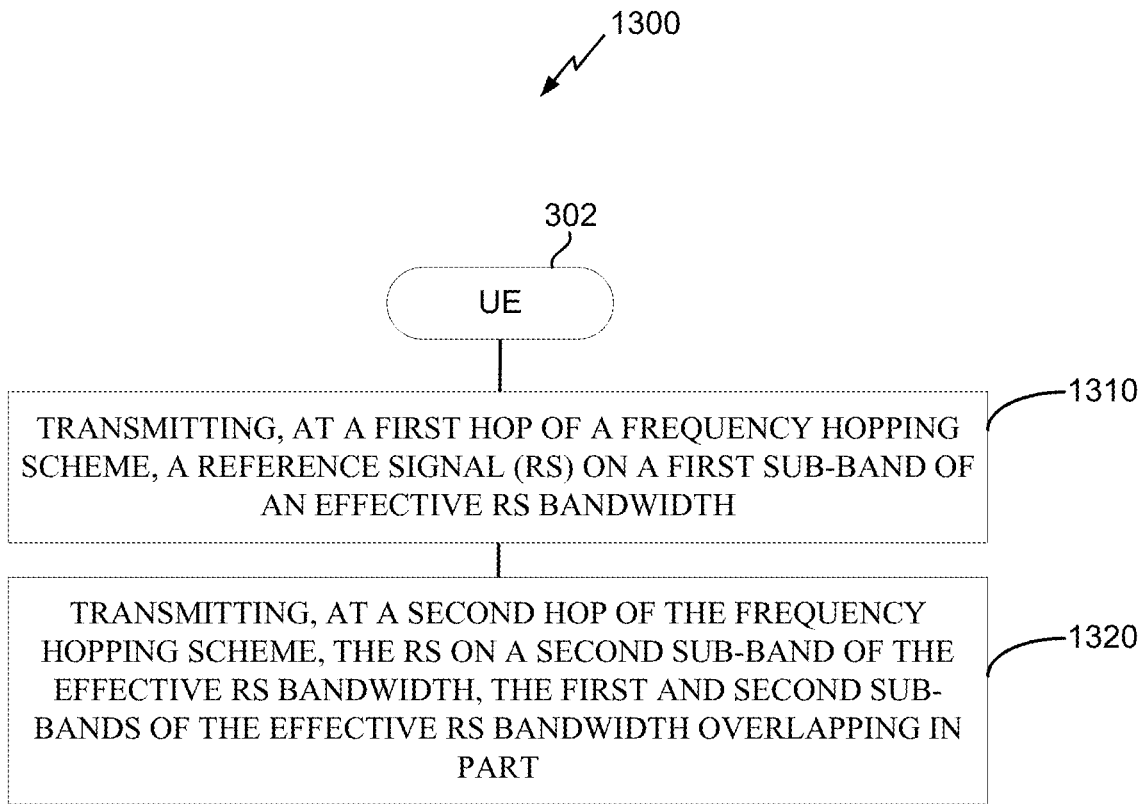 1300
302
UE
1310
TRANSMITTING, AT A FIRST HOP OF A FREQUENCY HOPPING
SCHEME, A REFERENCE SIGNAL (RS) ON A FIRST SUB-BAND OF
AN EFFECTIVE RS BANDWIDTH
TRANSMITTING, AT A SECOND HOP OF THE FREQUENCY
HOPPING SCHEME, THE RS ON A SECOND SUB-BAND OF THE
EFFECTIVE RS BANDWIDTH, THE FIRST AND SECOND SUB-
BANDS OF THE EFFECTIVE RS BANDWIDTH OVERLAPPING IN
PART
1320